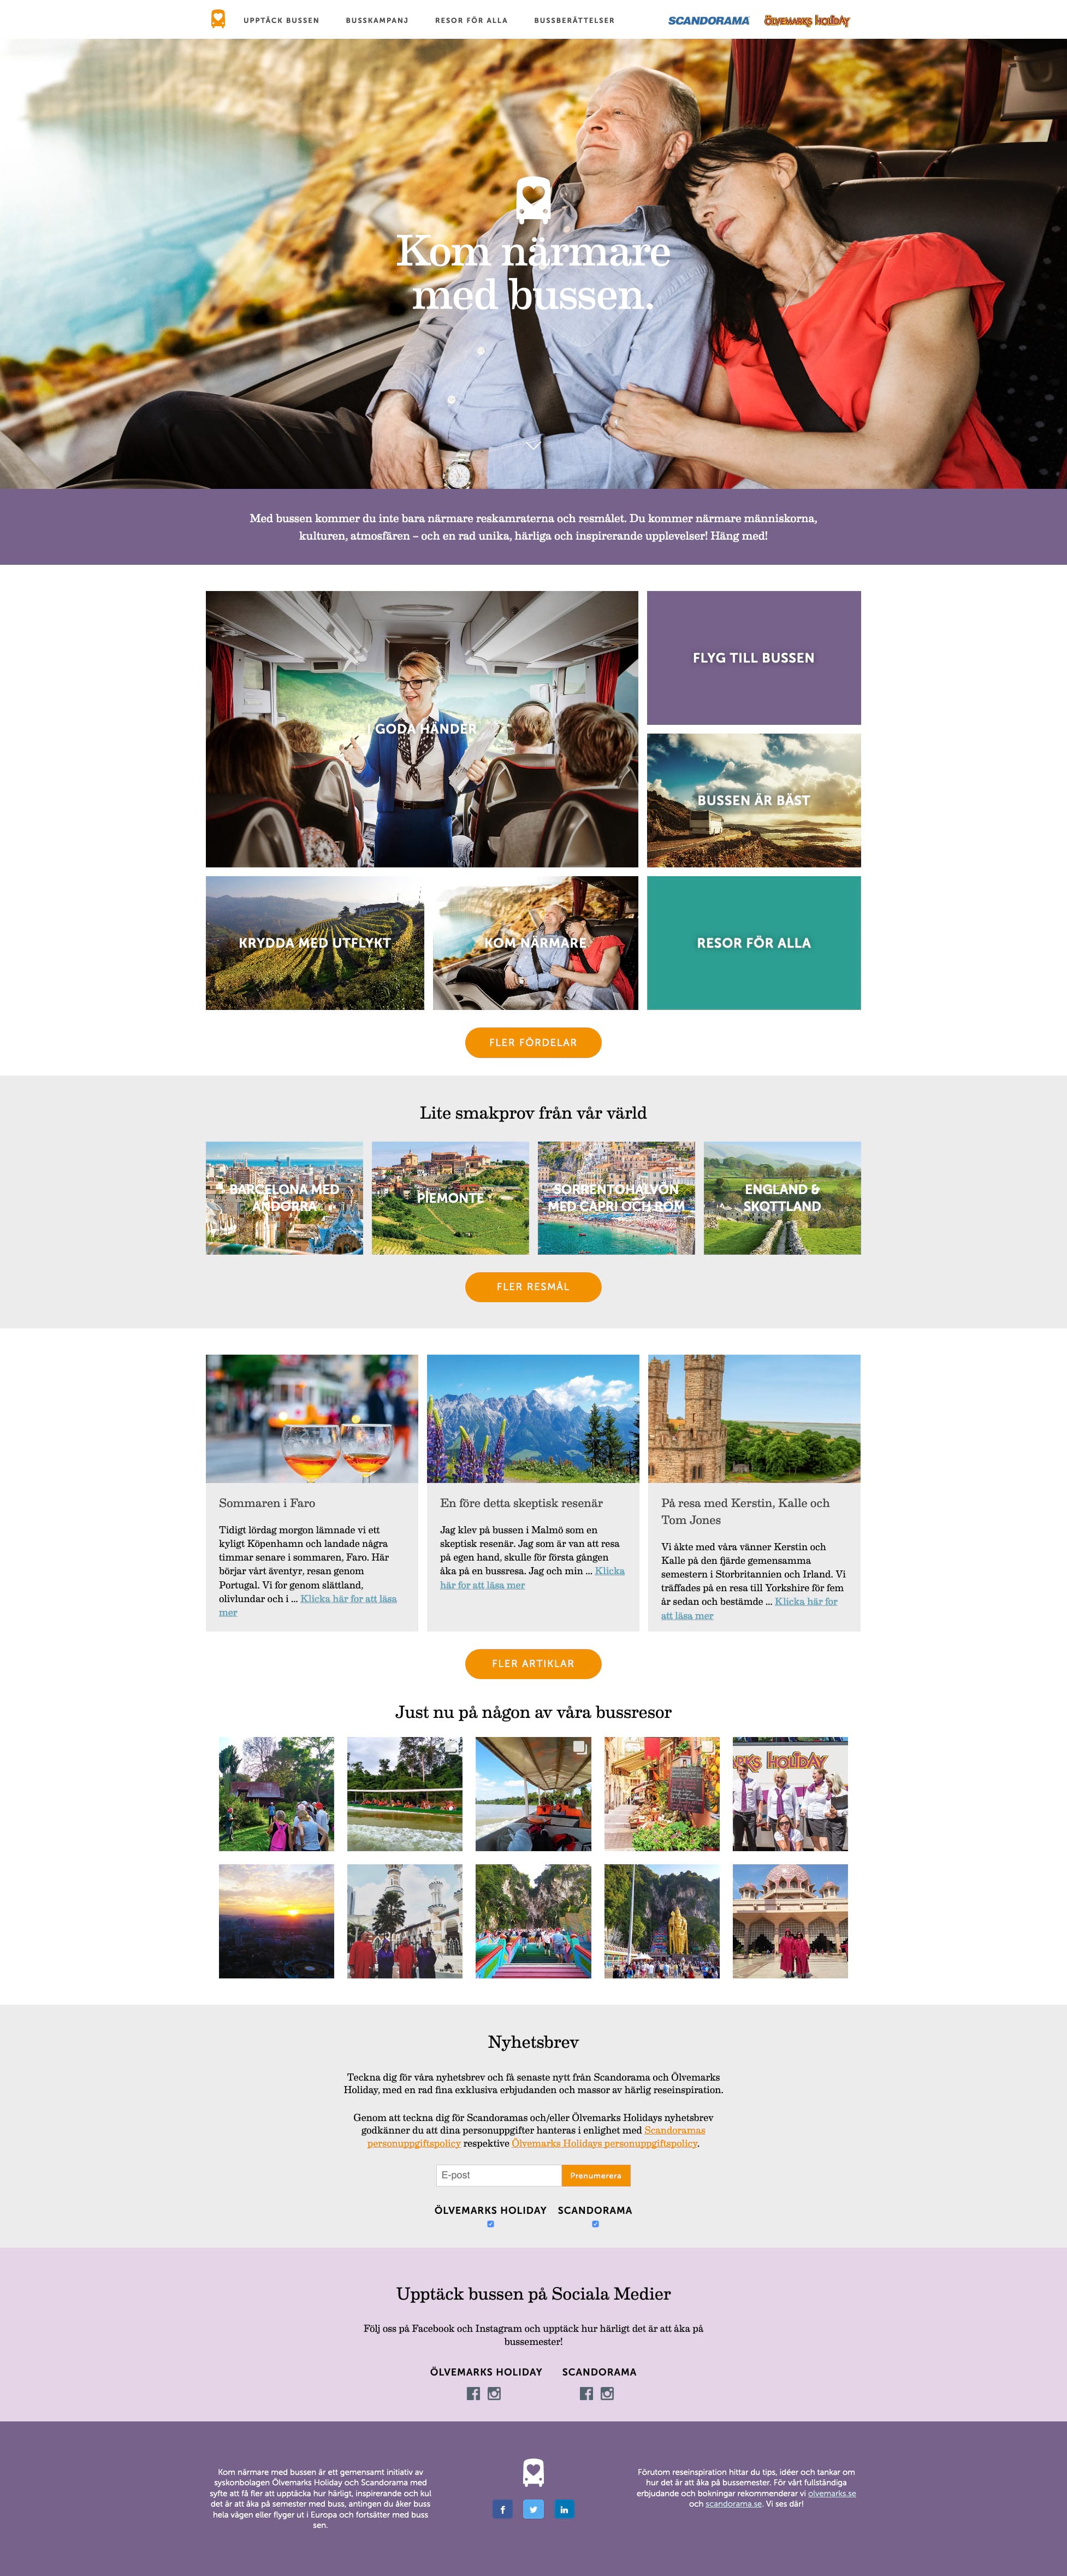 UPPTÄCK BUSSEN
BUSSKAMPANJ
RESOR FÖR ALLA
BUSSBERÄTTELSER
SCANDORAMA
ÖLVEMARKS HOLIDAY
Kom närmare
med bussen.
Med bussen kommer du inte bara närmare reskamraterna och resmålet. Du kommer närmare människorna,
kulturen, atmosfären – och en rad unika, härliga och inspirerande upplevelser! Häng med!
I GODA HÄNDER
FLYG TILL BUSSEN
BUSSEN ÄR BÄST
KRYDDA MED UTFLYKT
KOM NÄRMARE
RESOR FÖR ALLA
FLER FÖRDELAR
Lite smakprov från vår värld
BARCELONA MED
ANDORRA
PIEMONTE
SORRENTOHALVÖN
MED CAPRI OCH ROM
ENGLAND &
SKOTTLAND
FLER RESMÅL
Sommaren i Faro
Tidigt lördag morgon lämnade vi ett
kyligt Köpenhamn och landade några
timmar senare i sommaren, Faro. Här
börjar vårt äventyr, resan genom
Portugal. Vi for genom slättland,
olivlundar och i ... Klicka här för att läsa
mer
En före detta skeptisk resenär
Jag klev på bussen i Malmö som en
skeptisk resenär. Jag som är van att resa
på egen hand, skulle för första gången
åka på en bussresa. Jag och min ... Klicka
här för att läsa mer
På resa med Kerstin, Kalle och
Tom Jones
Vi åkte med våra vänner Kerstin och
Kalle på den fjärde gemensamma
semestern i Storbritannien och Irland. Vi
träffades på en resa till Yorkshire för fem
år sedan och bestämde ... Klicka här for
att läsa mer
FLER ARTIKLAR
Just nu på någon av våra bussresor
RKS HOLIDAY
Nyhetsbrev
Teckna dig för våra nyhetsbrev och få senaste nytt från Scandorama och Ölvemarks
Holiday, med en rad fina exklusiva erbjudanden och massor av härlig reseinspiration.
Genom att teckna dig för Scandoramas och/eller Ölvemarks Holidays nyhetsbrev
godkänner du att dina personuppgifter hanteras i enlighet med Scandoramas
personuppgiftspolicy respektive Ölvemarks Holidays personuppgiftspolicy.
E-post
Prenumerera
ÖLVEMARKS HOLIDAY
SCANDORAMA
Upptäck bussen på Sociala Medier
Följ oss på Facebook och Instagram och upptäck hur härligt det är att åka på
bussemester!
ÖLVEMARKS HOLIDAY
SCANDORAMA
Kom närmare med bussen är ett gemensamt initiativ av
syskonbolagen Ölvemarks Holiday och Scandorama med
syfte att få fler att upptäcka hur härligt, inspirerande och kul
det är att åka på semester med buss, antingen du åker buss
hela vägen eller flyger ut i Europa och fortsätter med buss
sen.
Förutom reseinspiration hittar du tips, idéer och tankar om
hur det är att åka på bussemester. För vårt fullständiga
erbjudande och bokningar rekommenderar vi olvemarks.se
och scandorama.se. Vi ses där!